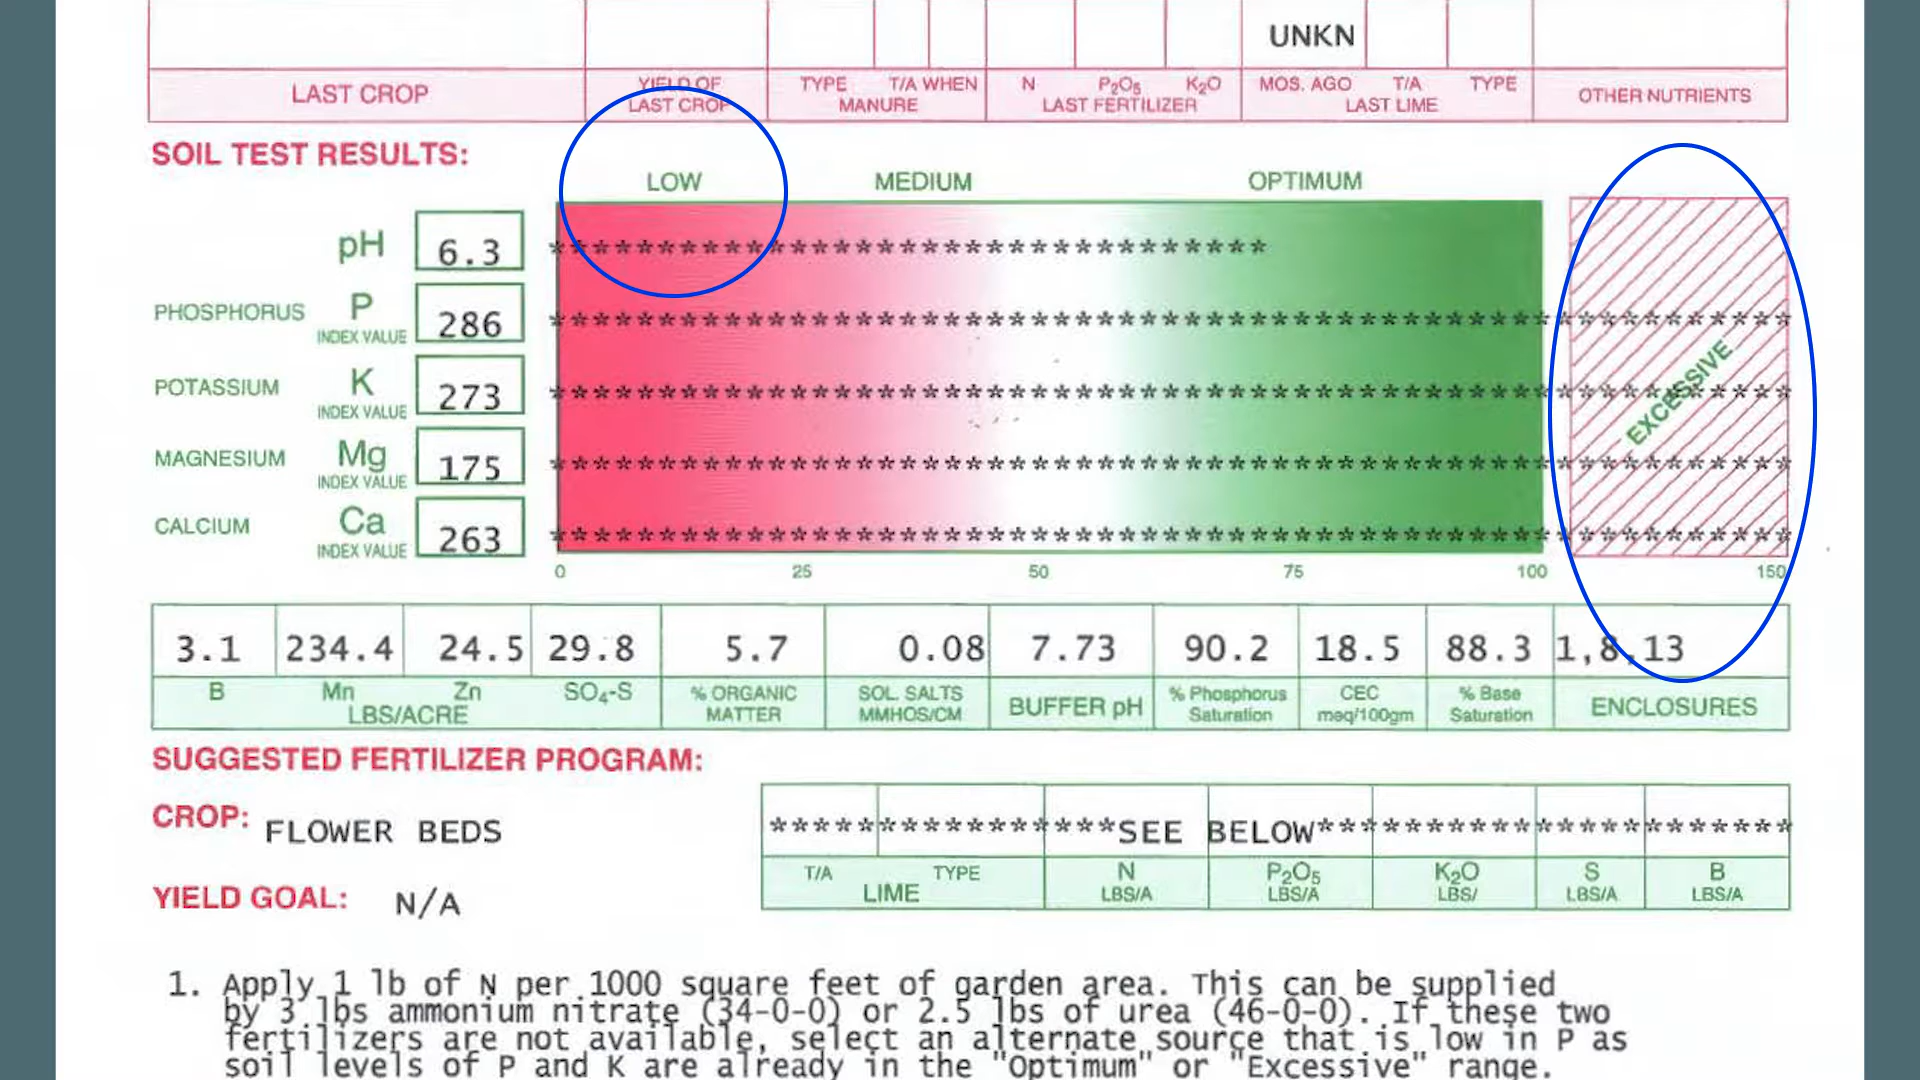 UNKN
LAST CROP
YIELD OF
LAST CROP
TYPE T/A WHEN
MANURE
N P₂O₅ K₂O
LAST FERTILIZER
MOS. AGO T/A TYPE
LAST LIME
OTHER NUTRIENTS
SOIL TEST RESULTS:
LOW MEDIUM OPTIMUM
pH 6.3 ******************************
PHOSPHORUS P
INDEX VALUE 286
POTASSIUM K
INDEX VALUE 273
MAGNESIUM Mg
INDEX VALUE 175
CALCIUM Ca
INDEX VALUE 263
EXCESSIVE
0 25 50 75 100 150
3.1 234.4 24.5 29.8 5.7 0.08 7.73 90.2 18.5 88.3 1,8,13
B Mn Zn SO₄-S
LBS/ACRE
% ORGANIC
MATTER
SOL. SALTS
MMHOS/CM
BUFFER pH
% Phosphorus
Saturation
CEC
meq/100gm
% Base
Saturation
ENCLOSURES
SUGGESTED FERTILIZER PROGRAM:
CROP: FLOWER BEDS
YIELD GOAL: N/A
****************SEE BELOW**********************
T/A TYPE
LIME
N
LBS/A
P₂O₅
LBS/A
K₂O
LBS/
S
LBS/A
B
LBS/A
1. Apply 1 lb of N per 1000 square feet of garden area. This can be supplied
by 3 lbs ammonium nitrate (34-0-0) or 2.5 lbs of urea (46-0-0). If these two
fertilizers are not available, select an alternate source that is low in P as
soil levels of P and K are already in the "Optimum" or "Excessive" range.